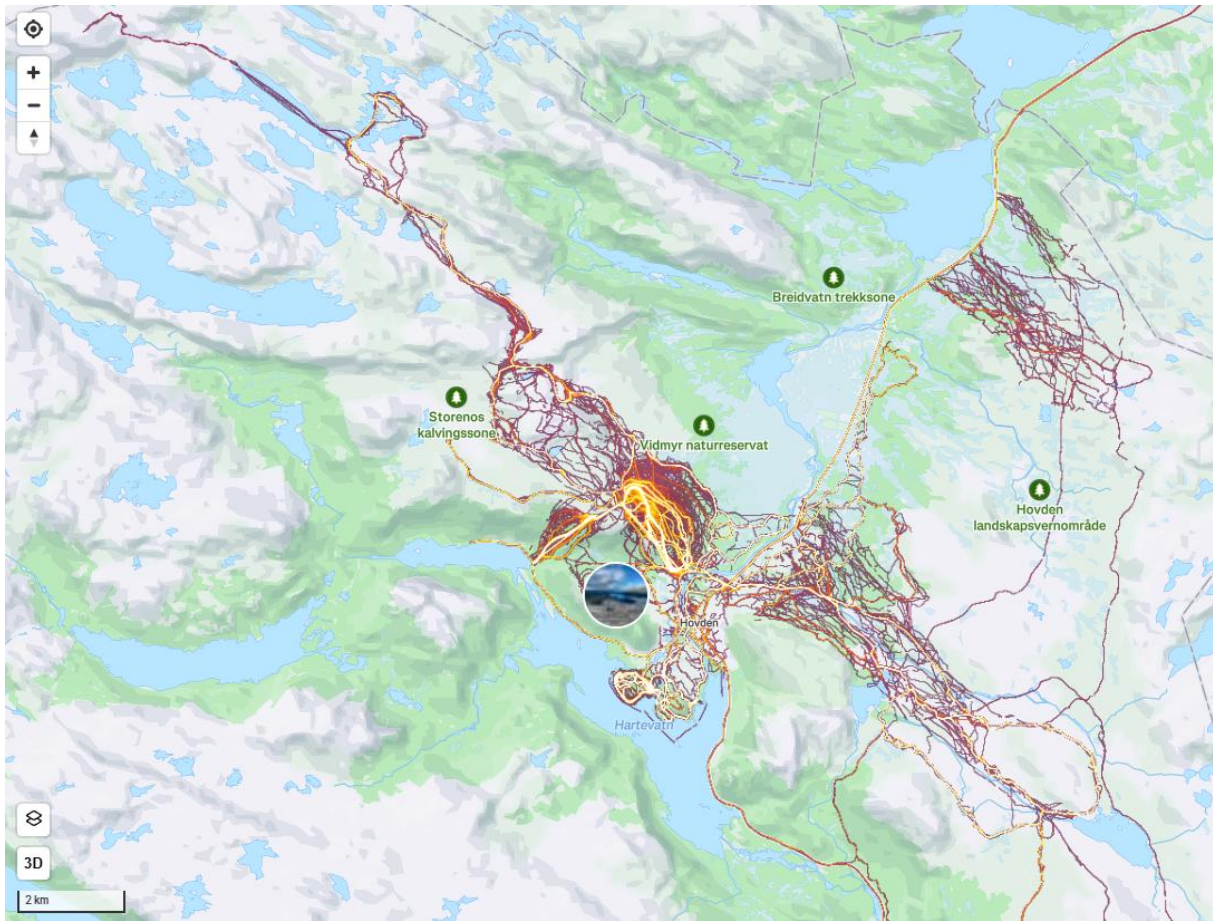 +
−
Breidvatn trekksone
Storenos
kalvingssone
Vidmyr naturreservat
Hovden
landskapsvernområde
Hovden
Hartevatn
3D
2 km